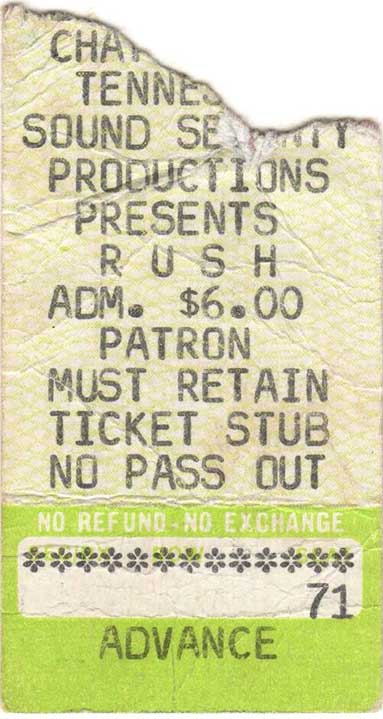 CHAT
TENNES
SOUND SE RITY
PRODUCTIONS
PRESENTS
R U S H
ADM. $6.00
PATRON
MUST RETAIN
TICKET STUB
NO PASS OUT
NO REFUND - NO EXCHANGE
*************
71
ADVANCE